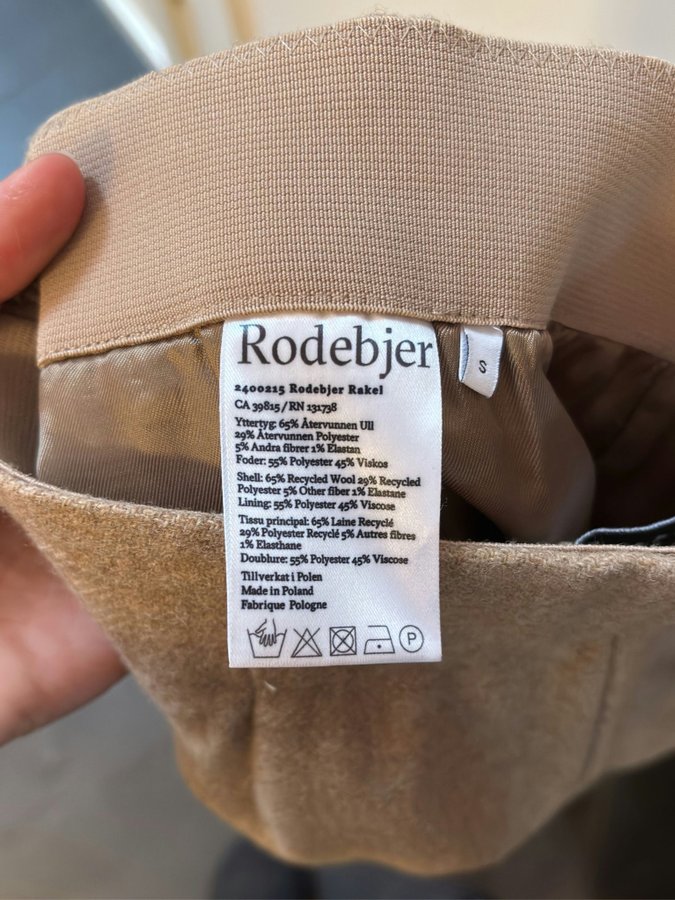 Rodebjer
2400215 Rodebjer Rakel
CA 39815 / RN 131738
Yttertyg: 65% Återvunnen Ull
29% Återvunnen Polyester
5% Andra fibrer 1% Elastan
Foder: 55% Polyester 45% Viskos
Shell: 65% Recycled Wool 29% Recycled
Polyester 5% Other fiber 1% Elastane
Lining: 55% Polyester 45% Viscose
Tissu principal: 65% Laine Recyclé
29% Polyester Recyclé 5% Autres fibres
1% Elasthane
Doublure: 55% Polyester 45% Viscose
Tillverkat i Polen
Made in Poland
Fabrique Pologne
P
S